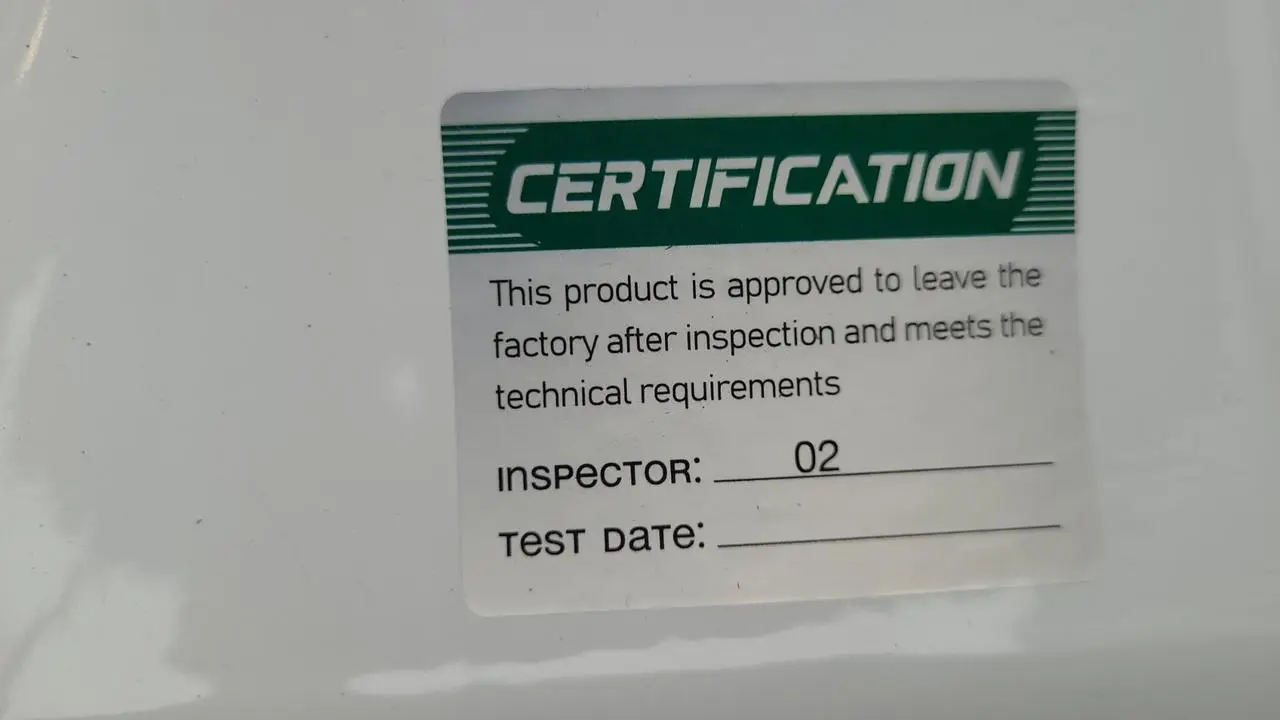 CERTIFICATION
This product is approved to leave the
factory after inspection and meets the
technical requirements
INSPECTOR: 02
TEST DATE: